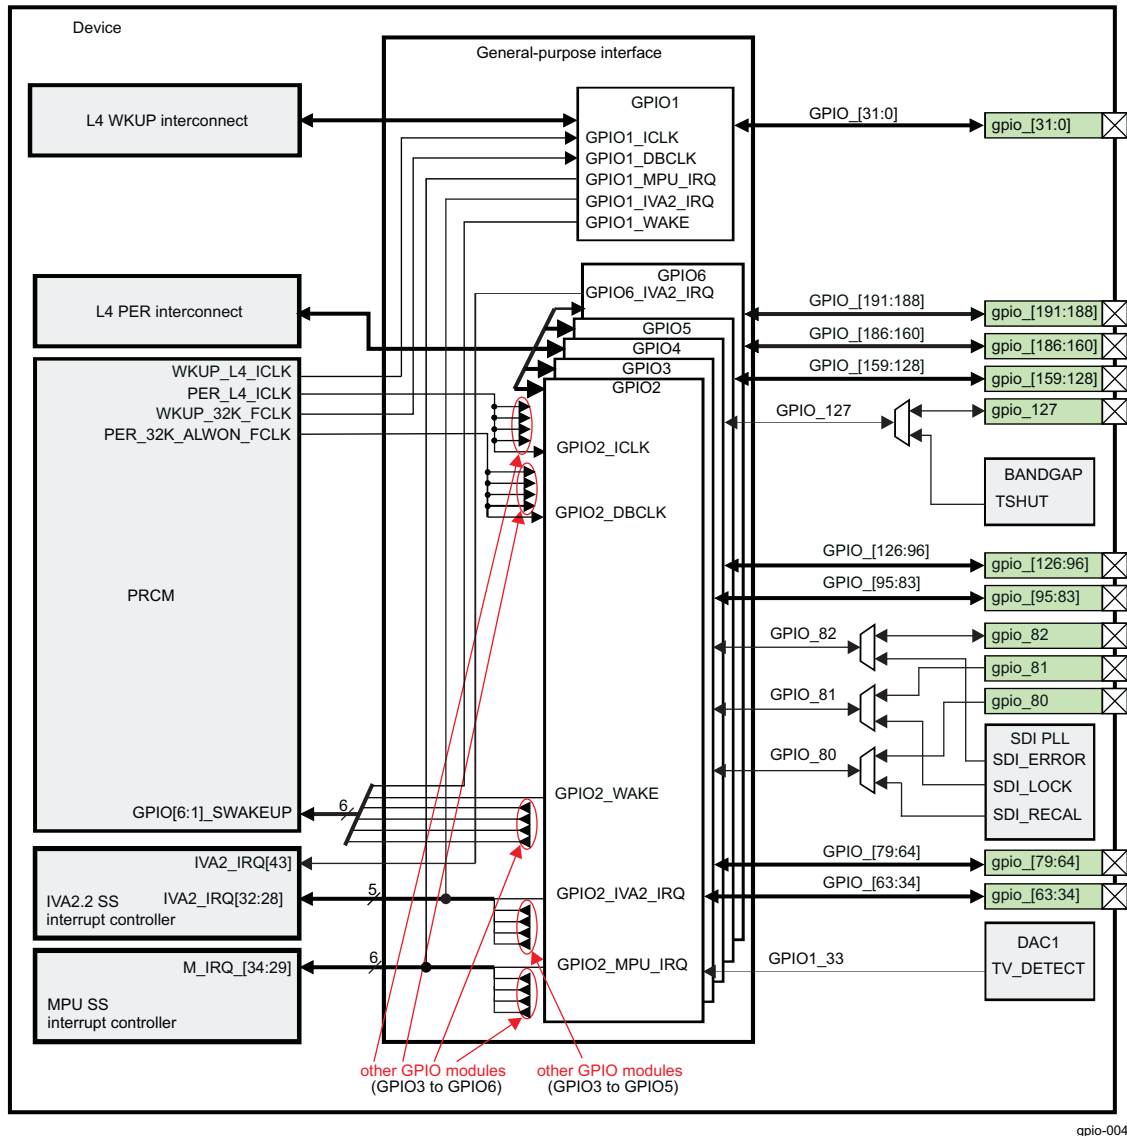 Device
General-purpose interface
L4 WKUP interconnect
GPIO1
GPIO1_ICLK
GPIO1_DBCLK
GPIO1_MPU_IRQ
GPIO1_IVA2_IRQ
GPIO1_WAKE
GPIO_[31:0]
gpio_[31:0]
L4 PER interconnect
GPIO6
GPIO6_IVA2_IRQ
GPIO5
GPIO4
GPIO3
GPIO2
GPIO_[191:188]
gpio_[191:188]
GPIO_[186:160]
gpio_[186:160]
GPIO_[159:128]
gpio_[159:128]
GPIO_127
gpio_127
BANDGAP
TSHUT
WKUP_L4_ICLK
PER_L4_ICLK
WKUP_32K_FCLK
PER_32K_ALWON_FCLK
PRCM
GPIO[6:1]_SWAKEUP
6
GPIO2_ICLK
GPIO2_DBCLK
GPIO2_WAKE
GPIO2_IVA2_IRQ
GPIO2_MPU_IRQ
GPIO_[126:96]
gpio_[126:96]
GPIO_[95:83]
gpio_[95:83]
GPIO_82
gpio_82
GPIO_81
gpio_81
GPIO_80
gpio_80
SDI PLL
SDI_ERROR
SDI_LOCK
SDI_RECAL
GPIO_[79:64]
gpio_[79:64]
GPIO_[63:34]
gpio_[63:34]
GPIO1_33
DAC1
TV_DETECT
IVA2_IRQ[43]
IVA2.2 SS
interrupt controller
IVA2_IRQ[32:28]
5
M_IRQ_[34:29]
6
MPU SS
interrupt controller
other GPIO modules
(GPIO3 to GPIO6)
other GPIO modules
(GPIO3 to GPIO5)
gpio-004